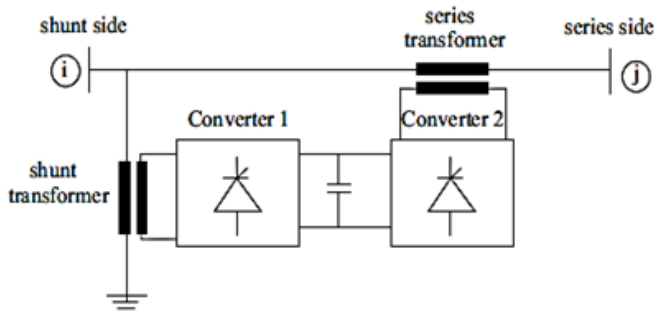 shunt side
series
transformer
series side
i
j
Converter 1
Converter 2
shunt
transformer